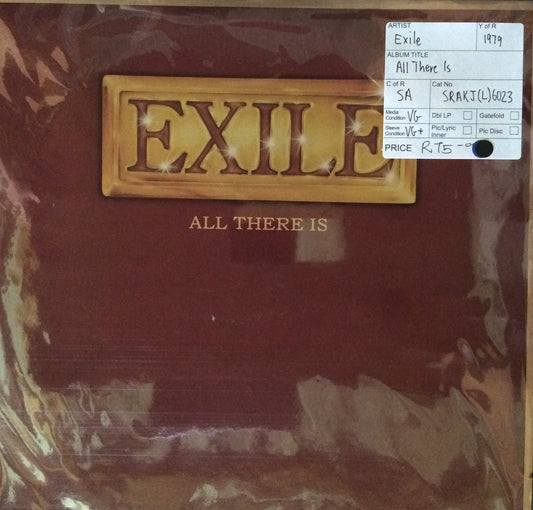 ARTIST
Y of R
Exile
1979
ALBUM TITLE
All There Is
C of R
Cat No.
SA
SRAKJ(L)6023
Media Condition VG
Dbl LP
Gatefold
Sleeve Condition VG+
Pic/Lyric Inner
Pic Disc
PRICE
EXILE
ALL THERE IS